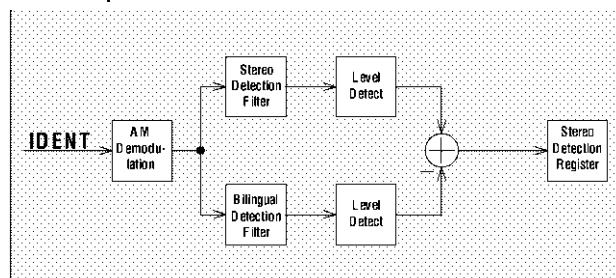 IDENT
AM
Demodu-
lation
Stereo
Detection
Filter
Level
Detect
Bilingual
Detection
Filter
Level
Detect
−
Stereo
Detection
Register